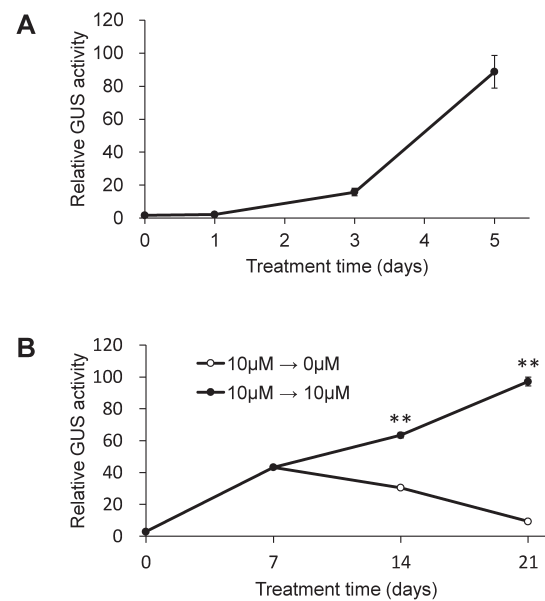 A
Relative GUS activity
120
100
80
60
40
20
0
0 1 2 3 4 5
Treatment time (days)
B
Relative GUS activity
120
100
80
60
40
20
0
10µM → 0µM
10µM → 10µM
**
**
0 7 14 21
Treatment time (days)